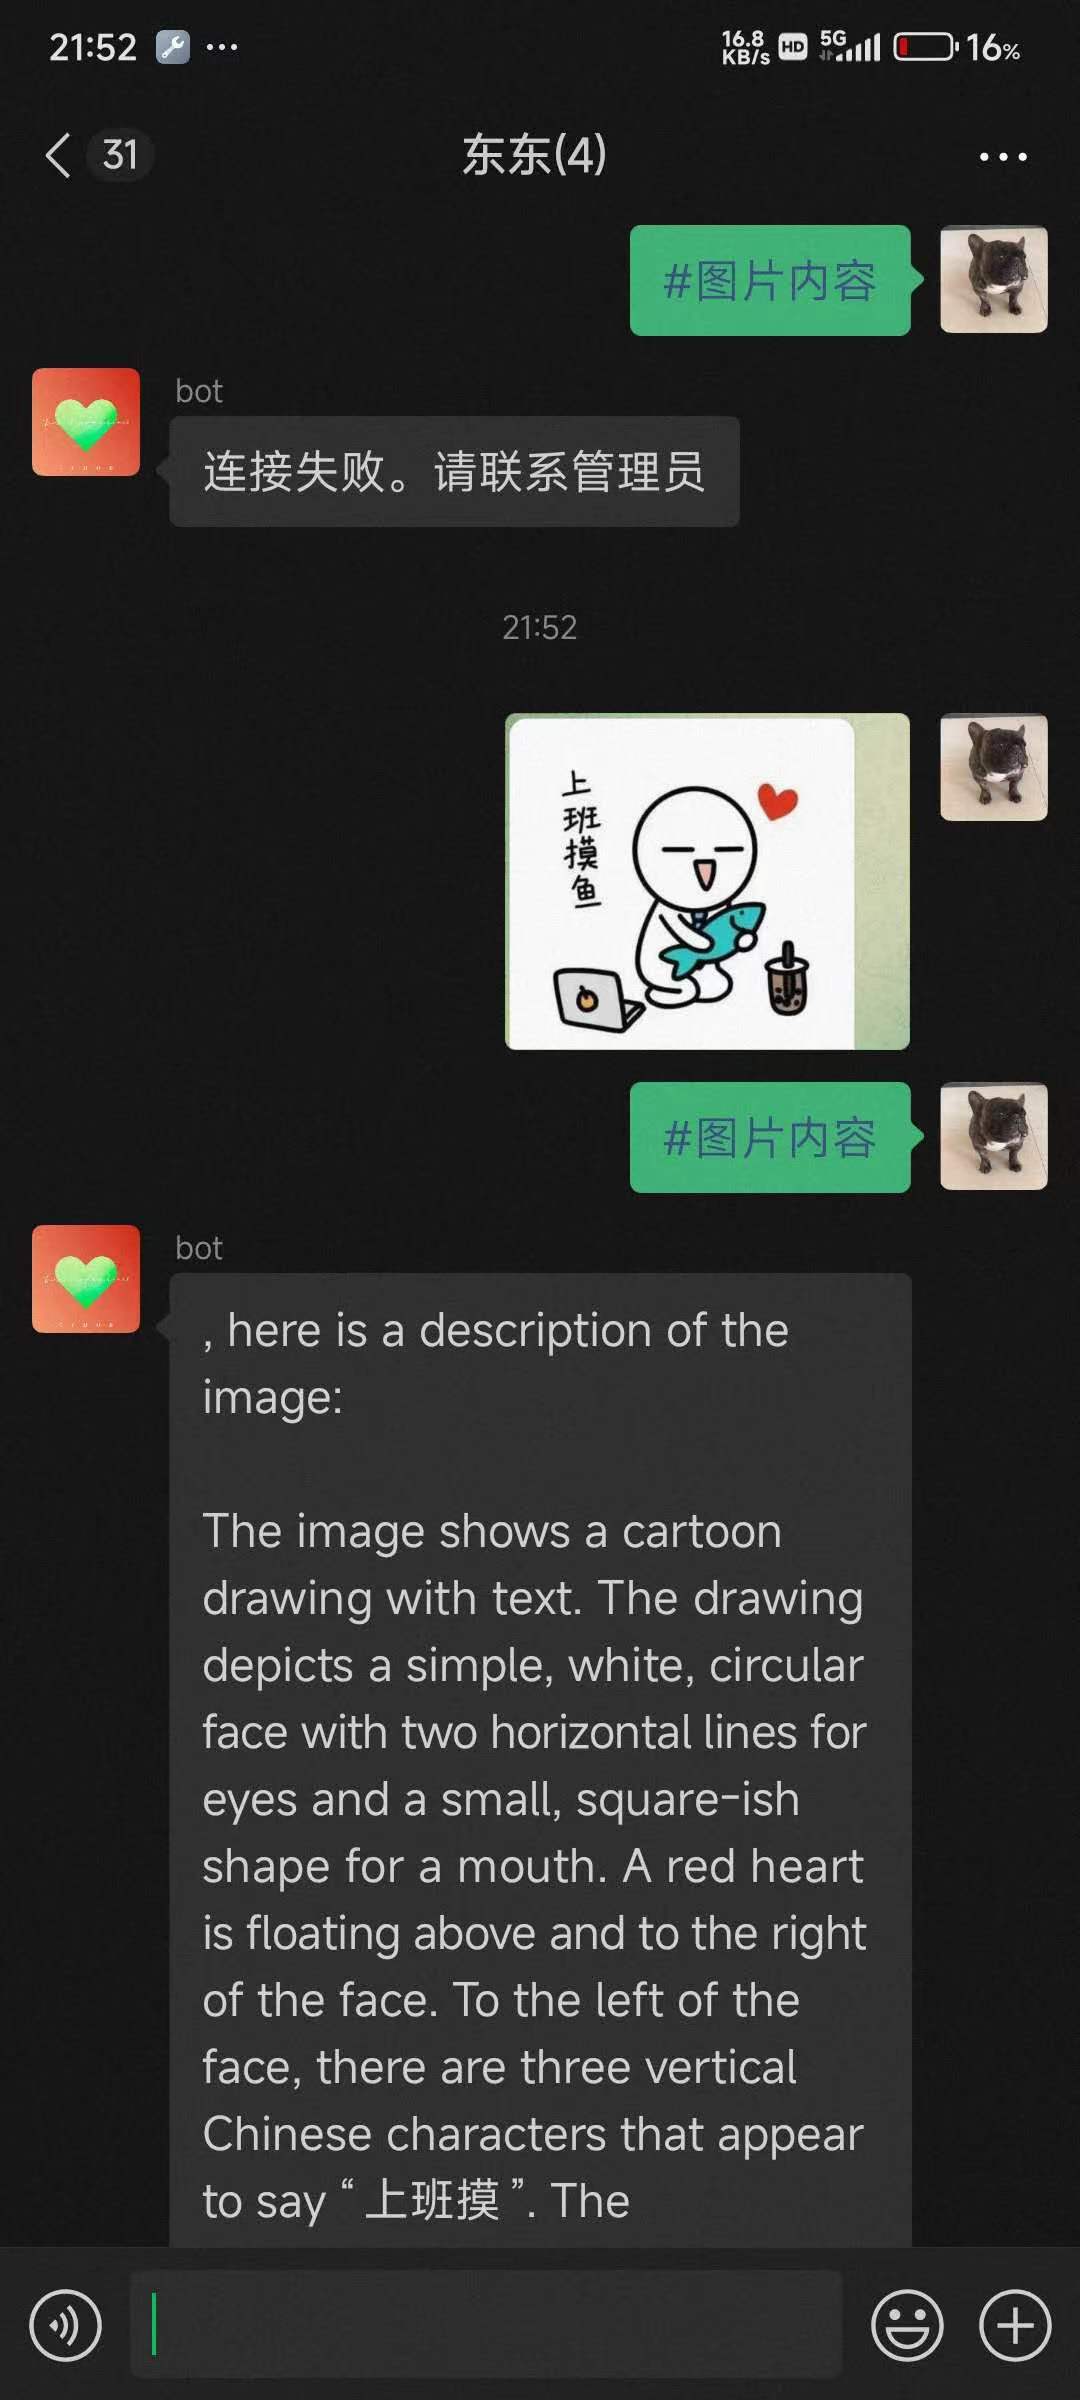 21:52
16.8
KB/s
HD
5G
16%
31
东东(4)
#图片内容
bot
连接失败。请联系管理员
21:52
上
班
摸
鱼
#图片内容
bot
, here is a description of the
image:
The image shows a cartoon
drawing with text. The drawing
depicts a simple, white, circular
face with two horizontal lines for
eyes and a small, square-ish
shape for a mouth. A red heart
is floating above and to the right
of the face. To the left of the
face, there are three vertical
Chinese characters that appear
to say “ 上班摸 ”. The